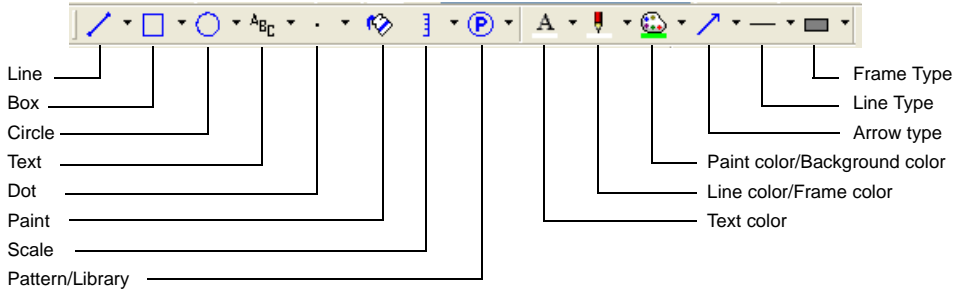 ABC
P
A
Line
Box
Circle
Text
Dot
Paint
Scale
Pattern/Library
Frame Type
Line Type
Arrow type
Paint color/Background color
Line color/Frame color
Text color